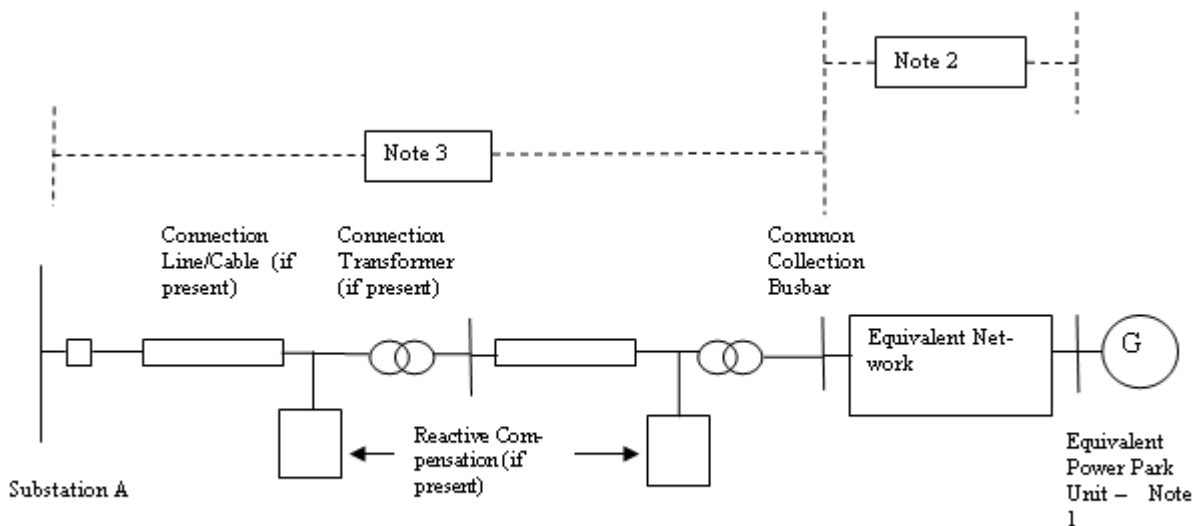 Note 2
Note 3
Connection
Line/Cable (if
present)
Connection
Transformer
(if present)
Common
Collection
Busbar
Equivalent Net-
work
G
Reactive Com-
pensation (if
present)
Substation A
Equivalent
Power Park
Unit – Note
1